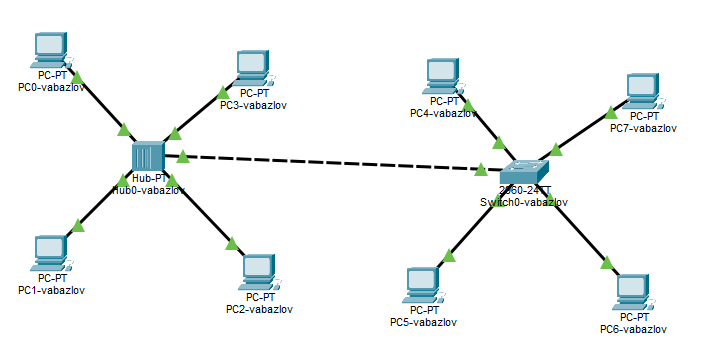 PC-PT
PC0-vabazlov
PC-PT
PC3-vabazlov
PC-PT
PC4-vabazlov
PC-PT
PC7-vabazlov
Hub-PT
Hub0-vabazlov
2960-24TT
Switch0-vabazlov
PC-PT
PC1-vabazlov
PC-PT
PC2-vabazlov
PC-PT
PC5-vabazlov
PC-PT
PC6-vabazlov